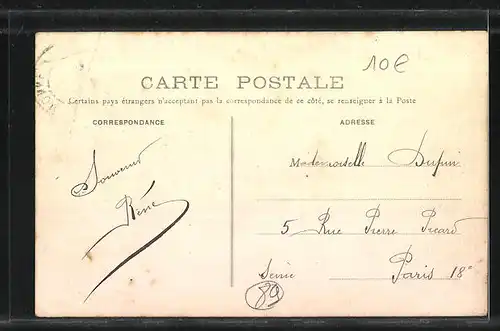 10€
CARTE POSTALE
Certains pays étrangers n'acceptant pas la correspondance de ce côté, se renseigner à la Poste
CORRESPONDANCE
ADRESSE
Souvenir
René
Mademoiselle Dupin
5 Rue Pierre Picard
Seine Paris 18e
89